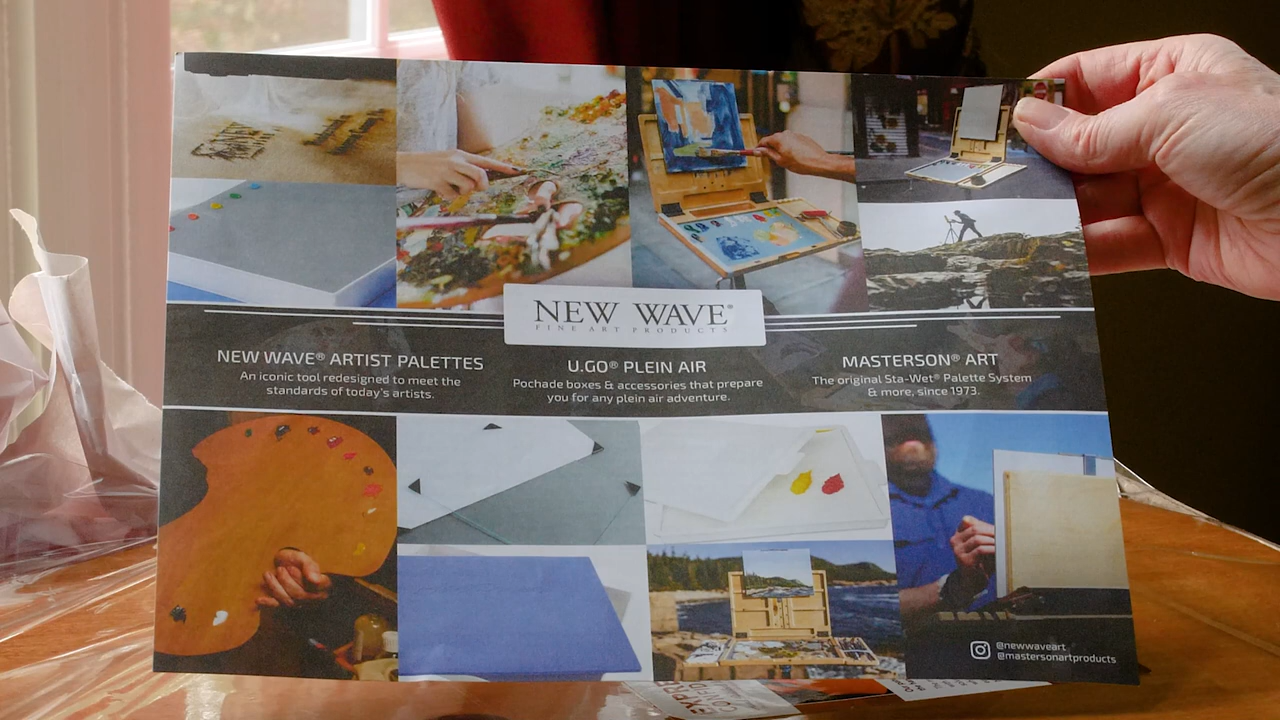 NEW WAVE®
FINE ART PRODUCTS
NEW WAVE® ARTIST PALETTES
An iconic tool redesigned to meet the
standards of today's artists.
U.GO® PLEIN AIR
Pochade boxes & accessories that prepare
you for any plein air adventure.
MASTERSON® ART
The original Sta-Wet® Palette System
& more, since 1973.
@newwaveart
@mastersonartproducts